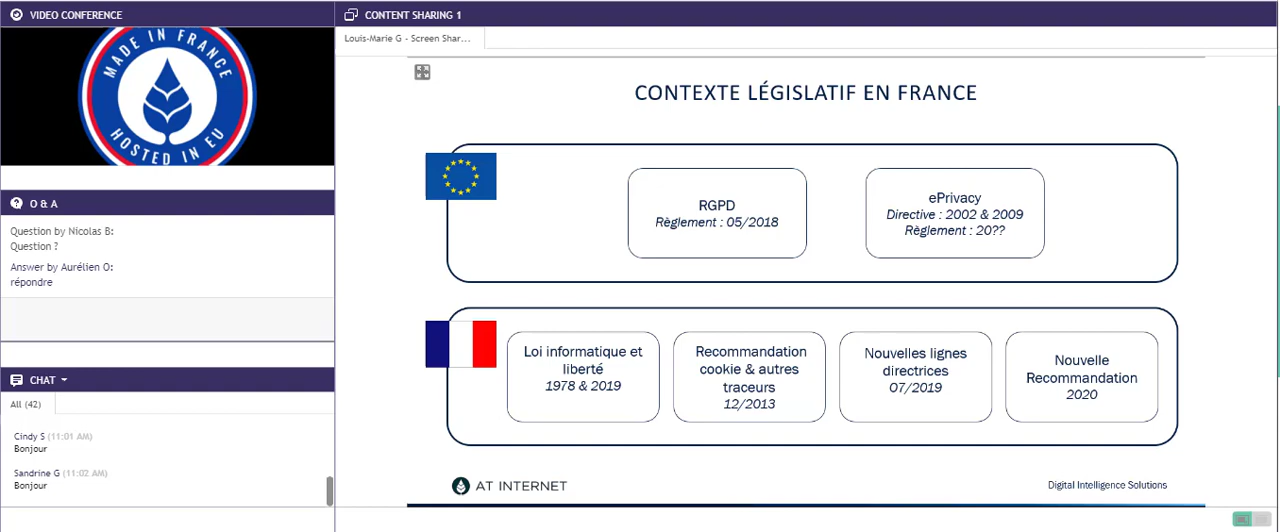 VIDEO CONFERENCE
MADE IN FRANCE
HOSTED IN EU
Q & A
Question by Nicolas B:
Question ?
Answer by Aurélien O:
répondre
CHAT
All (42)
Cindy S (11:01 AM)
Bonjour
Sandrine G (11:02 AM)
Bonjour
CONTENT SHARING 1
Louis-Marie G - Screen Shar...
CONTEXTE LÉGISLATIF EN FRANCE
RGPD
Règlement : 05/2018
ePrivacy
Directive : 2002 & 2009
Règlement : 20??
Loi informatique et
liberté
1978 & 2019
Recommandation
cookie & autres
traceurs
12/2013
Nouvelles lignes
directrices
07/2019
Nouvelle
Recommandation
2020
AT INTERNET
Digital Intelligence Solutions